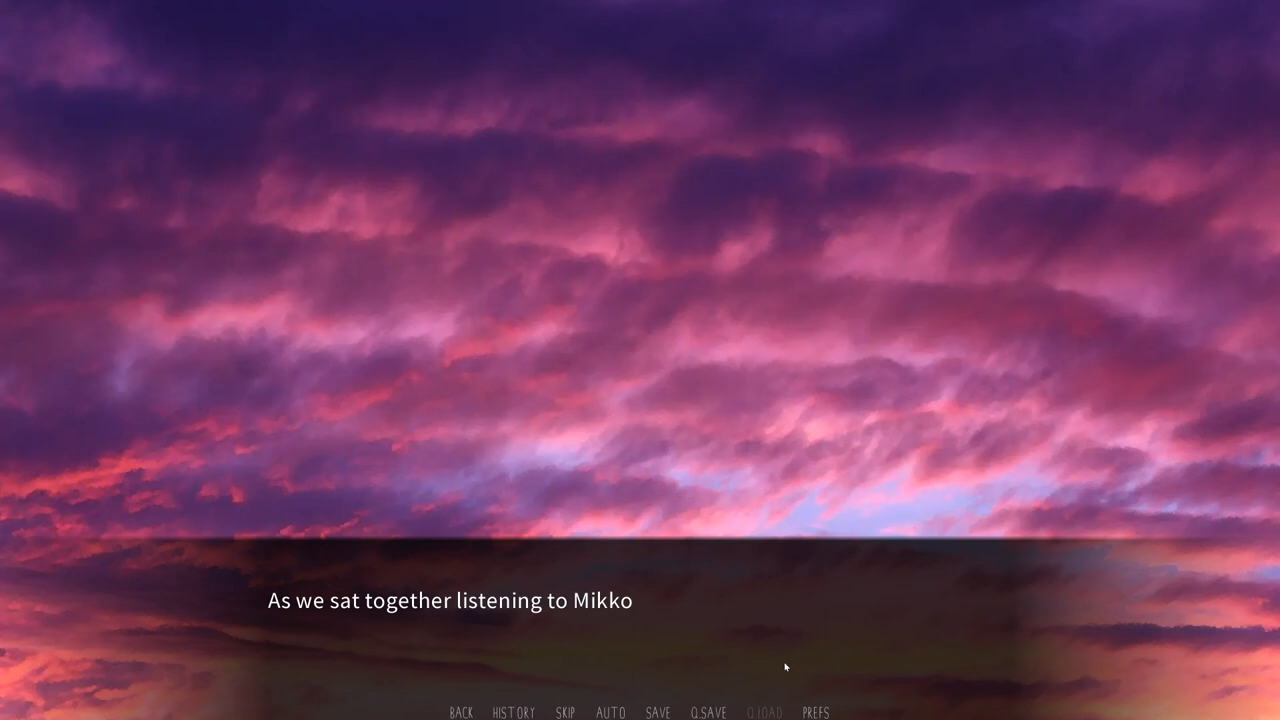 As we sat together listening to Mikko
BACK HISTORY SKIP AUTO SAVE Q.SAVE Q.LOAD PREFS